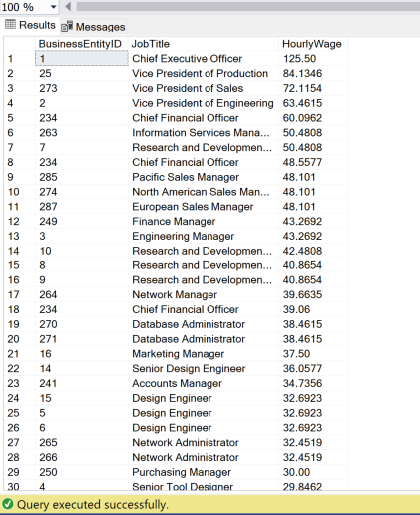 100 %
Results Messages
BusinessEntityID JobTitle HourlyWage
1 1 Chief Executive Officer 125.50
2 25 Vice President of Production 84.1346
3 273 Vice President of Sales 72.1154
4 2 Vice President of Engineering 63.4615
5 234 Chief Financial Officer 60.0962
6 263 Information Services Mana... 50.4808
7 7 Research and Developmen... 50.4808
8 234 Chief Financial Officer 48.5577
9 285 Pacific Sales Manager 48.101
10 274 North American Sales Man... 48.101
11 287 European Sales Manager 48.101
12 249 Finance Manager 43.2692
13 3 Engineering Manager 43.2692
14 10 Research and Developmen... 42.4808
15 8 Research and Developmen... 40.8654
16 9 Research and Developmen... 40.8654
17 264 Network Manager 39.6635
18 234 Chief Financial Officer 39.06
19 270 Database Administrator 38.4615
20 271 Database Administrator 38.4615
21 16 Marketing Manager 37.50
22 14 Senior Design Engineer 36.0577
23 241 Accounts Manager 34.7356
24 15 Design Engineer 32.6923
25 5 Design Engineer 32.6923
26 6 Design Engineer 32.6923
27 265 Network Administrator 32.4519
28 266 Network Administrator 32.4519
29 250 Purchasing Manager 30.00
30 4 Senior Tool Designer 29.8462
Query executed successfully.